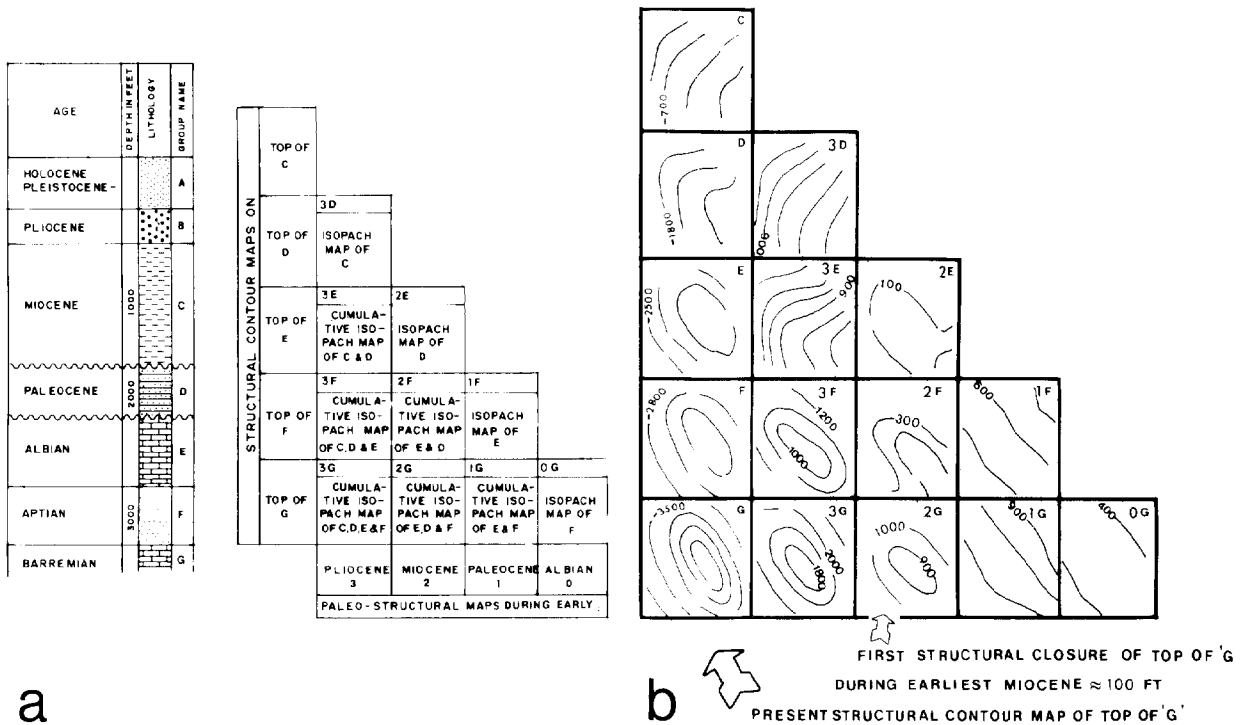 AGE
DEPTH IN FEET
LITHOLOGY
GROUP NAME
HOLOCENE
PLEISTOCENE-
A
PLIOCENE
B
MIOCENE
1000
C
PALEOCENE
2000
D
ALBIAN
E
APTIAN
3000
F
BARREMIAN
G
a
STRUCTURAL CONTOUR MAPS ON
TOP OF
C
TOP OF
D
3D
ISOPACH
MAP OF
C
TOP OF
E
3E
CUMULA-
TIVE ISO-
PACH MAP
OF C & D
2E
ISOPACH
MAP OF
D
TOP OF
F
3F
CUMULA-
TIVE ISO-
PACH MAP
OF C,D & E
2F
CUMULA-
TIVE ISO-
PACH MAP
OF E & D
1F
ISOPACH
MAP OF
E
TOP OF
G
3G
CUMULA-
TIVE ISO-
PACH MAP
OF C,D,E & F
2G
CUMULA-
TIVE ISO-
PACH MAP
OF E,D & F
1G
CUMULA-
TIVE ISO-
PACH MAP
OF E & F
0G
ISOPACH
MAP OF
F
PLIOCENE
3
MIOCENE
2
PALEOCENE
1
ALBIAN
0
PALEO-STRUCTURAL MAPS DURING EARLY
C
-700
D
-1800
3D
600
E
-2500
3E
900
2E
100
F
-2800
3F
1200
1000
2F
300
1F
600
G
-3500
3G
2000
1800
2G
1000
900
1G
900
0G
400
b
FIRST STRUCTURAL CLOSURE OF TOP OF 'G
DURING EARLIEST MIOCENE ≈ 100 FT
PRESENT STRUCTURAL CONTOUR MAP OF TOP OF 'G'